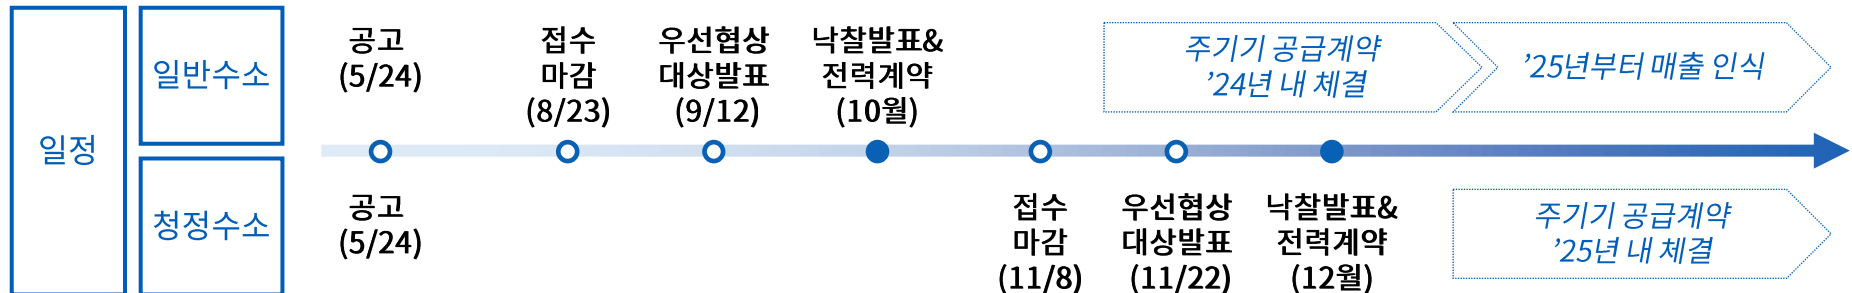 일정
일반수소
공고
(5/24)
접수
마감
(8/23)
우선협상
대상발표
(9/12)
낙찰발표&
전력계약
(10월)
주기기 공급계약
’24년 내 체결
’25년부터 매출 인식
청정수소
공고
(5/24)
접수
마감
(11/8)
우선협상
대상발표
(11/22)
낙찰발표&
전력계약
(12월)
주기기 공급계약
’25년 내 체결